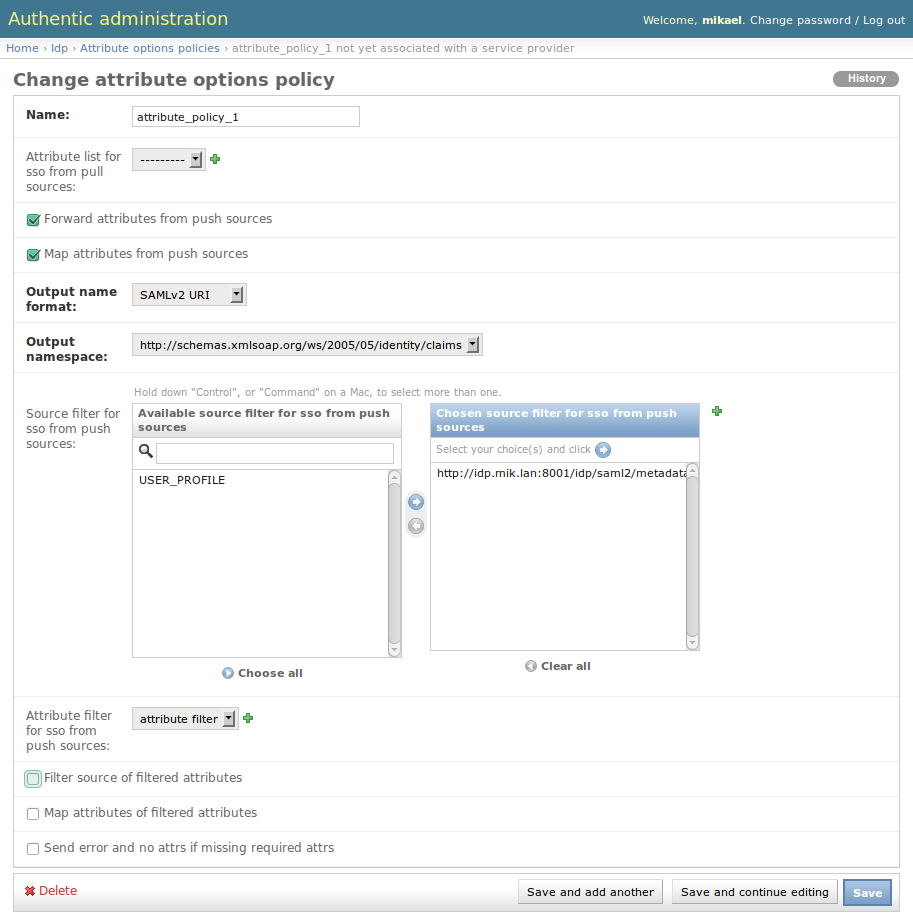 Authentic administration
Welcome, mikael. Change password / Log out
Home › Idp › Attribute options policies › attribute_policy_1 not yet associated with a service provider
Change attribute options policy
History
Name:
attribute_policy_1
Attribute list for
sso from pull
sources:
---------
Forward attributes from push sources
Map attributes from push sources
Output name
format:
SAMLv2 URI
Output
namespace:
http://schemas.xmlsoap.org/ws/2005/05/identity/claims
Hold down "Control", or "Command" on a Mac, to select more than one.
Source filter for
sso from push
sources:
Available source filter for sso from push
sources
USER_PROFILE
Choose all
Chosen source filter for sso from push
sources
Select your choice(s) and click
http://idp.mik.lan:8001/idp/saml2/metadata
Clear all
Attribute filter
for sso from
push sources:
attribute filter
Filter source of filtered attributes
Map attributes of filtered attributes
Send error and no attrs if missing required attrs
Delete
Save and add another
Save and continue editing
Save